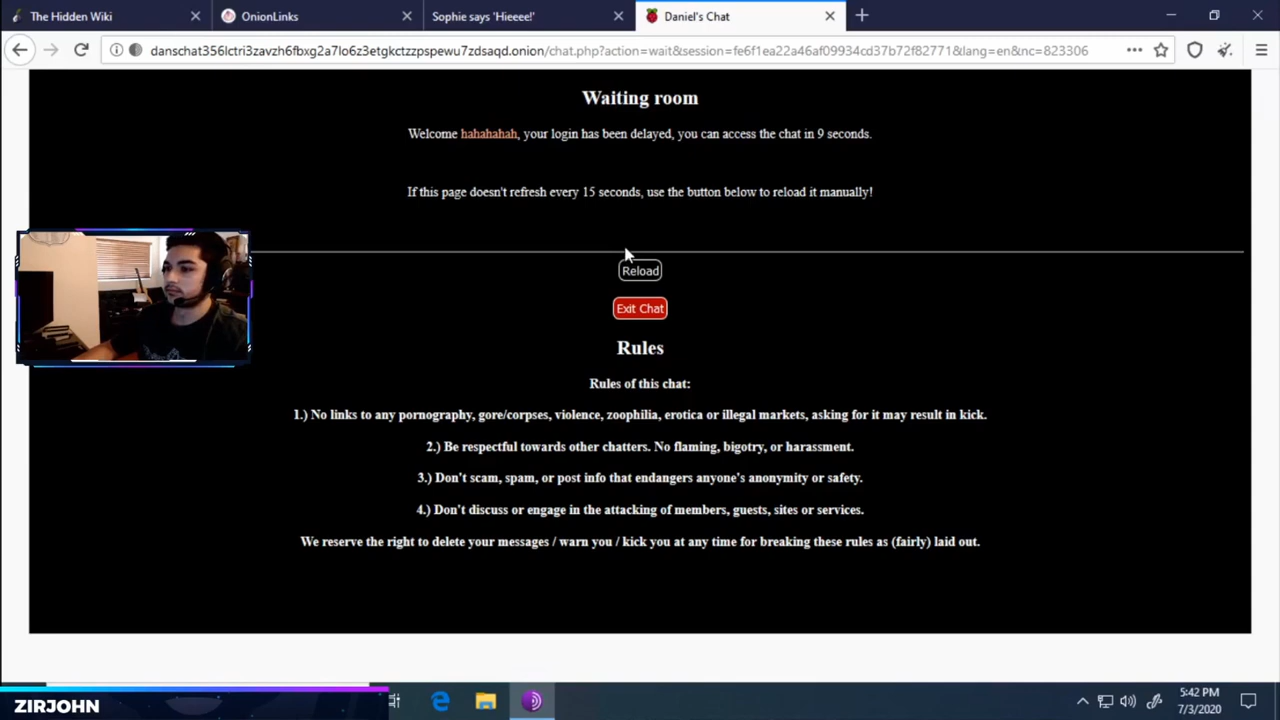 The Hidden Wiki
OnionLinks
Sophie says 'Hieeee!'
Daniel's Chat
danschat356lctri3zavzh6fbxg2a7lo6z3etgkctzzpspewu7zdsaqd.onion/chat.php?action=wait&session=fe6f1ea22a46af09934cd37b72f82771&lang=en&nc=823306
Waiting room
Welcome hahahahah, your login has been delayed, you can access the chat in 9 seconds.
If this page doesn't refresh every 15 seconds, use the button below to reload it manually!
Reload
Exit Chat
Rules
Rules of this chat:
1.) No links to any pornography, gore/corpses, violence, zoophilia, erotica or illegal markets, asking for it may result in kick.
2.) Be respectful towards other chatters. No flaming, bigotry, or harassment.
3.) Don't scam, spam, or post info that endangers anyone's anonymity or safety.
4.) Don't discuss or engage in the attacking of members, guests, sites or services.
We reserve the right to delete your messages / warn you / kick you at any time for breaking these rules as (fairly) laid out.
ZIRJOHN
5:42 PM
7/3/2020